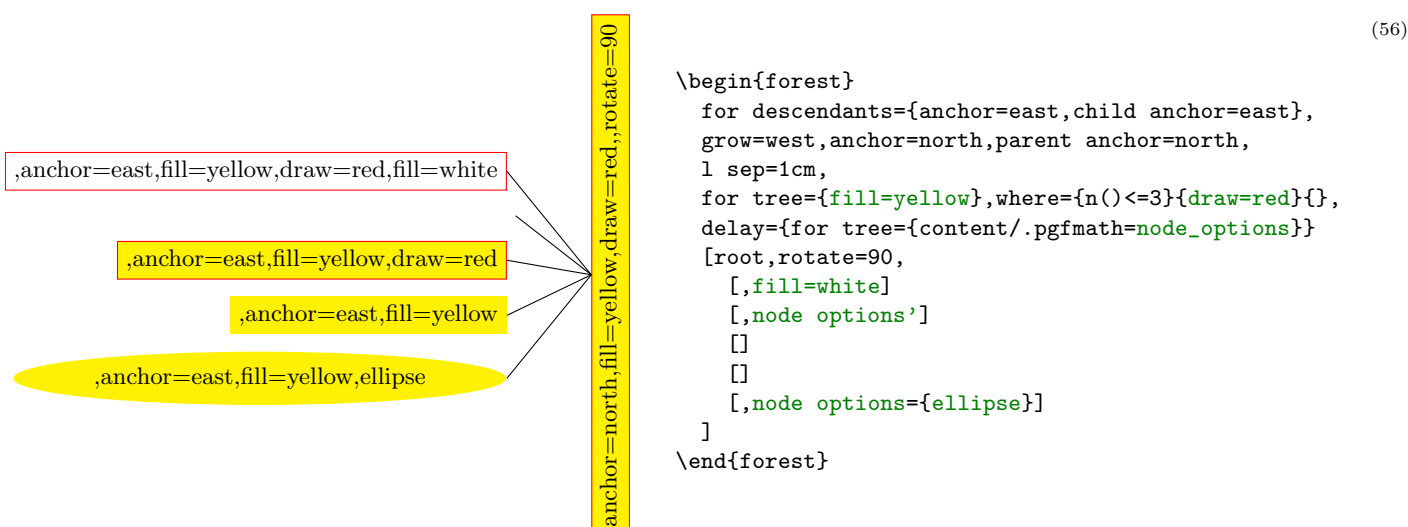 (56)
,anchor=east,fill=yellow,draw=red,fill=white
,anchor=east,fill=yellow,draw=red
,anchor=east,fill=yellow
,anchor=east,fill=yellow,ellipse
anchor=north,fill=yellow,draw=red,,rotate=90
\begin{forest}
  for descendants={anchor=east,child anchor=east},
  grow=west,anchor=north,parent anchor=north,
  l sep=1cm,
  for tree={fill=yellow},where={n()<=3}{draw=red}{},
  delay={for tree={content/.pgfmath=node_options}}
  [root,rotate=90,
    [,fill=white]
    [,node options']
    []
    []
    [,node options={ellipse}]
  ]
\end{forest}